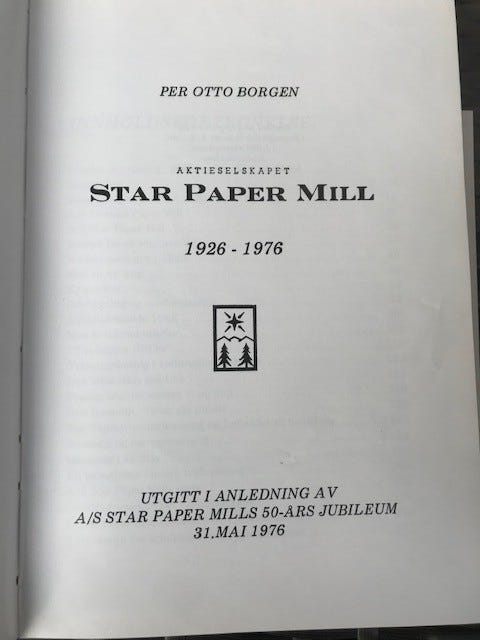 PER OTTO BORGEN
AKTIESELSKAPET
STAR PAPER MILL
1926 - 1976
UTGITT I ANLEDNING AV
A/S STAR PAPER MILLS 50-ÅRS JUBILEUM
31.MAI 1976